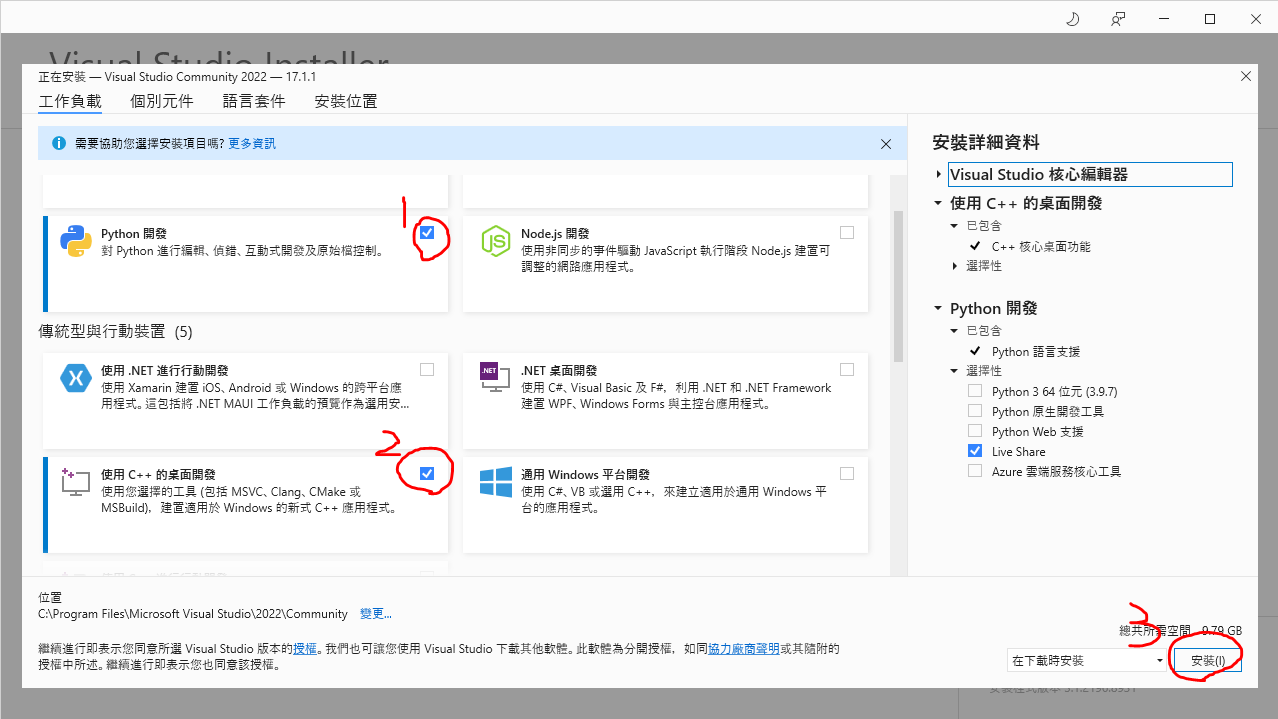 Visual Studio Installer
正在安裝 — Visual Studio Community 2022 — 17.1.1
工作負載 個別元件 語言套件 安裝位置
需要協助您選擇安裝項目嗎? 更多資訊
1
Python 開發
對 Python 進行編輯、偵錯、互動式開發及原始檔控制。
Node.js 開發
使用非同步的事件驅動 JavaScript 執行階段 Node.js 建置可
調整的網路應用程式。
傳統型與行動裝置 (5)
使用 .NET 進行行動開發
使用 Xamarin 建置 iOS、Android 或 Windows 的跨平台應
用程式。這包括將 .NET MAUI 工作負載的預覽作為選用安...
.NET
.NET 桌面開發
使用 C#、Visual Basic 及 F#，利用 .NET 和 .NET Framework
建置 WPF、Windows Forms 與主控台應用程式。
2
使用 C++ 的桌面開發
使用您選擇的工具 (包括 MSVC、Clang、CMake 或
MSBuild)，建置適用於 Windows 的新式 C++ 應用程式。
通用 Windows 平台開發
使用 C#、VB 或選用 C++，來建立適用於通用 Windows 平
台的應用程式。
安裝詳細資料
Visual Studio 核心編輯器
使用 C++ 的桌面開發
已包含
C++ 核心桌面功能
選擇性
Python 開發
已包含
Python 語言支援
選擇性
Python 3 64 位元 (3.9.7)
Python 原生開發工具
Python Web 支援
Live Share
Azure 雲端服務核心工具
位置
C:\Program Files\Microsoft Visual Studio\2022\Community 變更...
繼續進行即表示您同意所選 Visual Studio 版本的授權。我們也可讓您使用 Visual Studio 下載其他軟體。此軟體為分開授權，如同協力廠商聲明或其隨附的
授權中所述。繼續進行即表示您也同意該授權。
3
總共所需空間 9.79 GB
在下載時安裝 安裝(I)